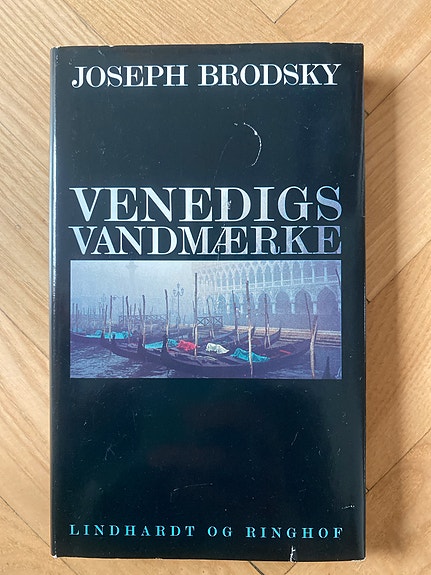 JOSEPH BRODSKY
VENEDIGS
VANDMÆRKE
LINDHARDT OG RINGHOF